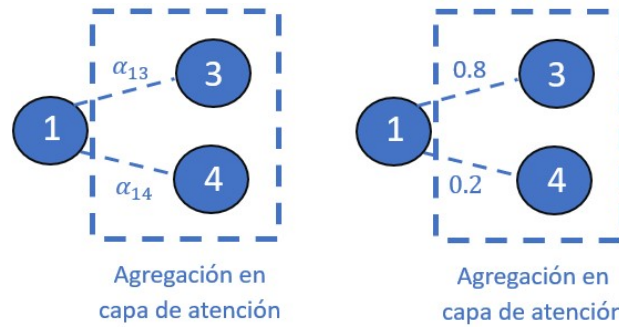 α₁₃
3
1
α₁₄
4
Agregación en
capa de atención
0.8
3
1
0.2
4
Agregación en
capa de atención